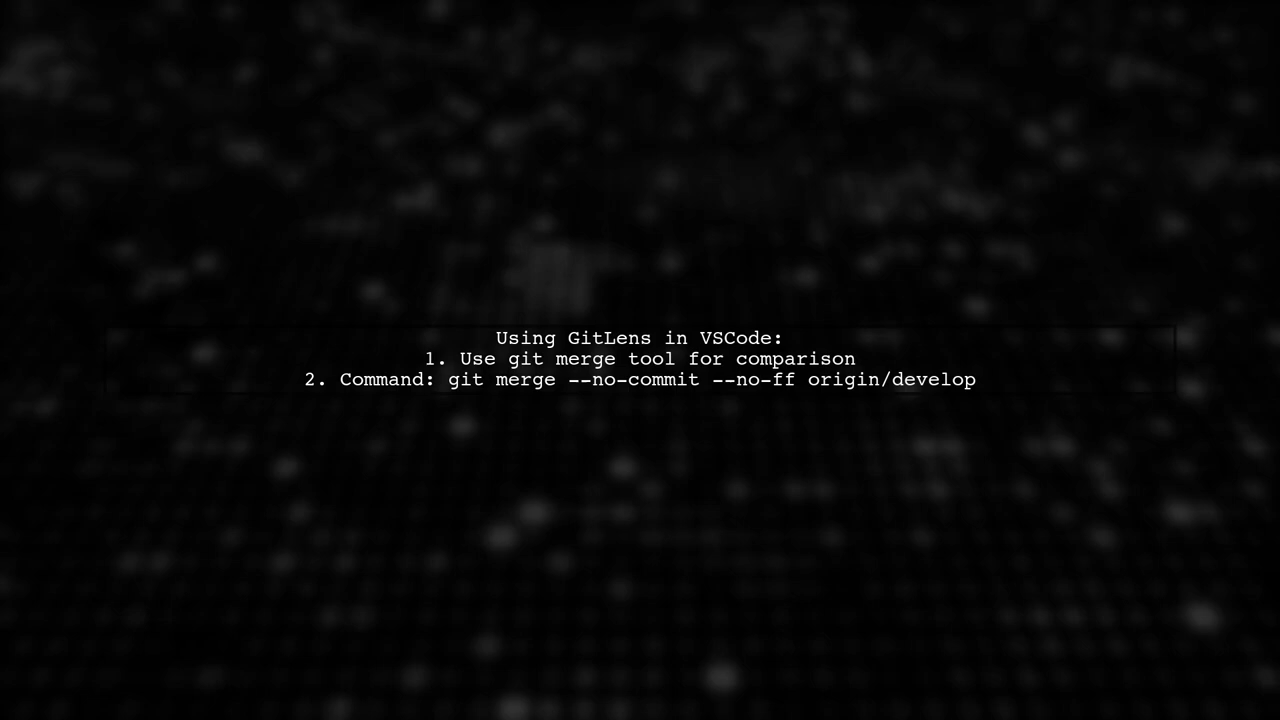 Using GitLens in VSCode:
1. Use git merge tool for comparison
2. Command: git merge --no-commit --no-ff origin/develop